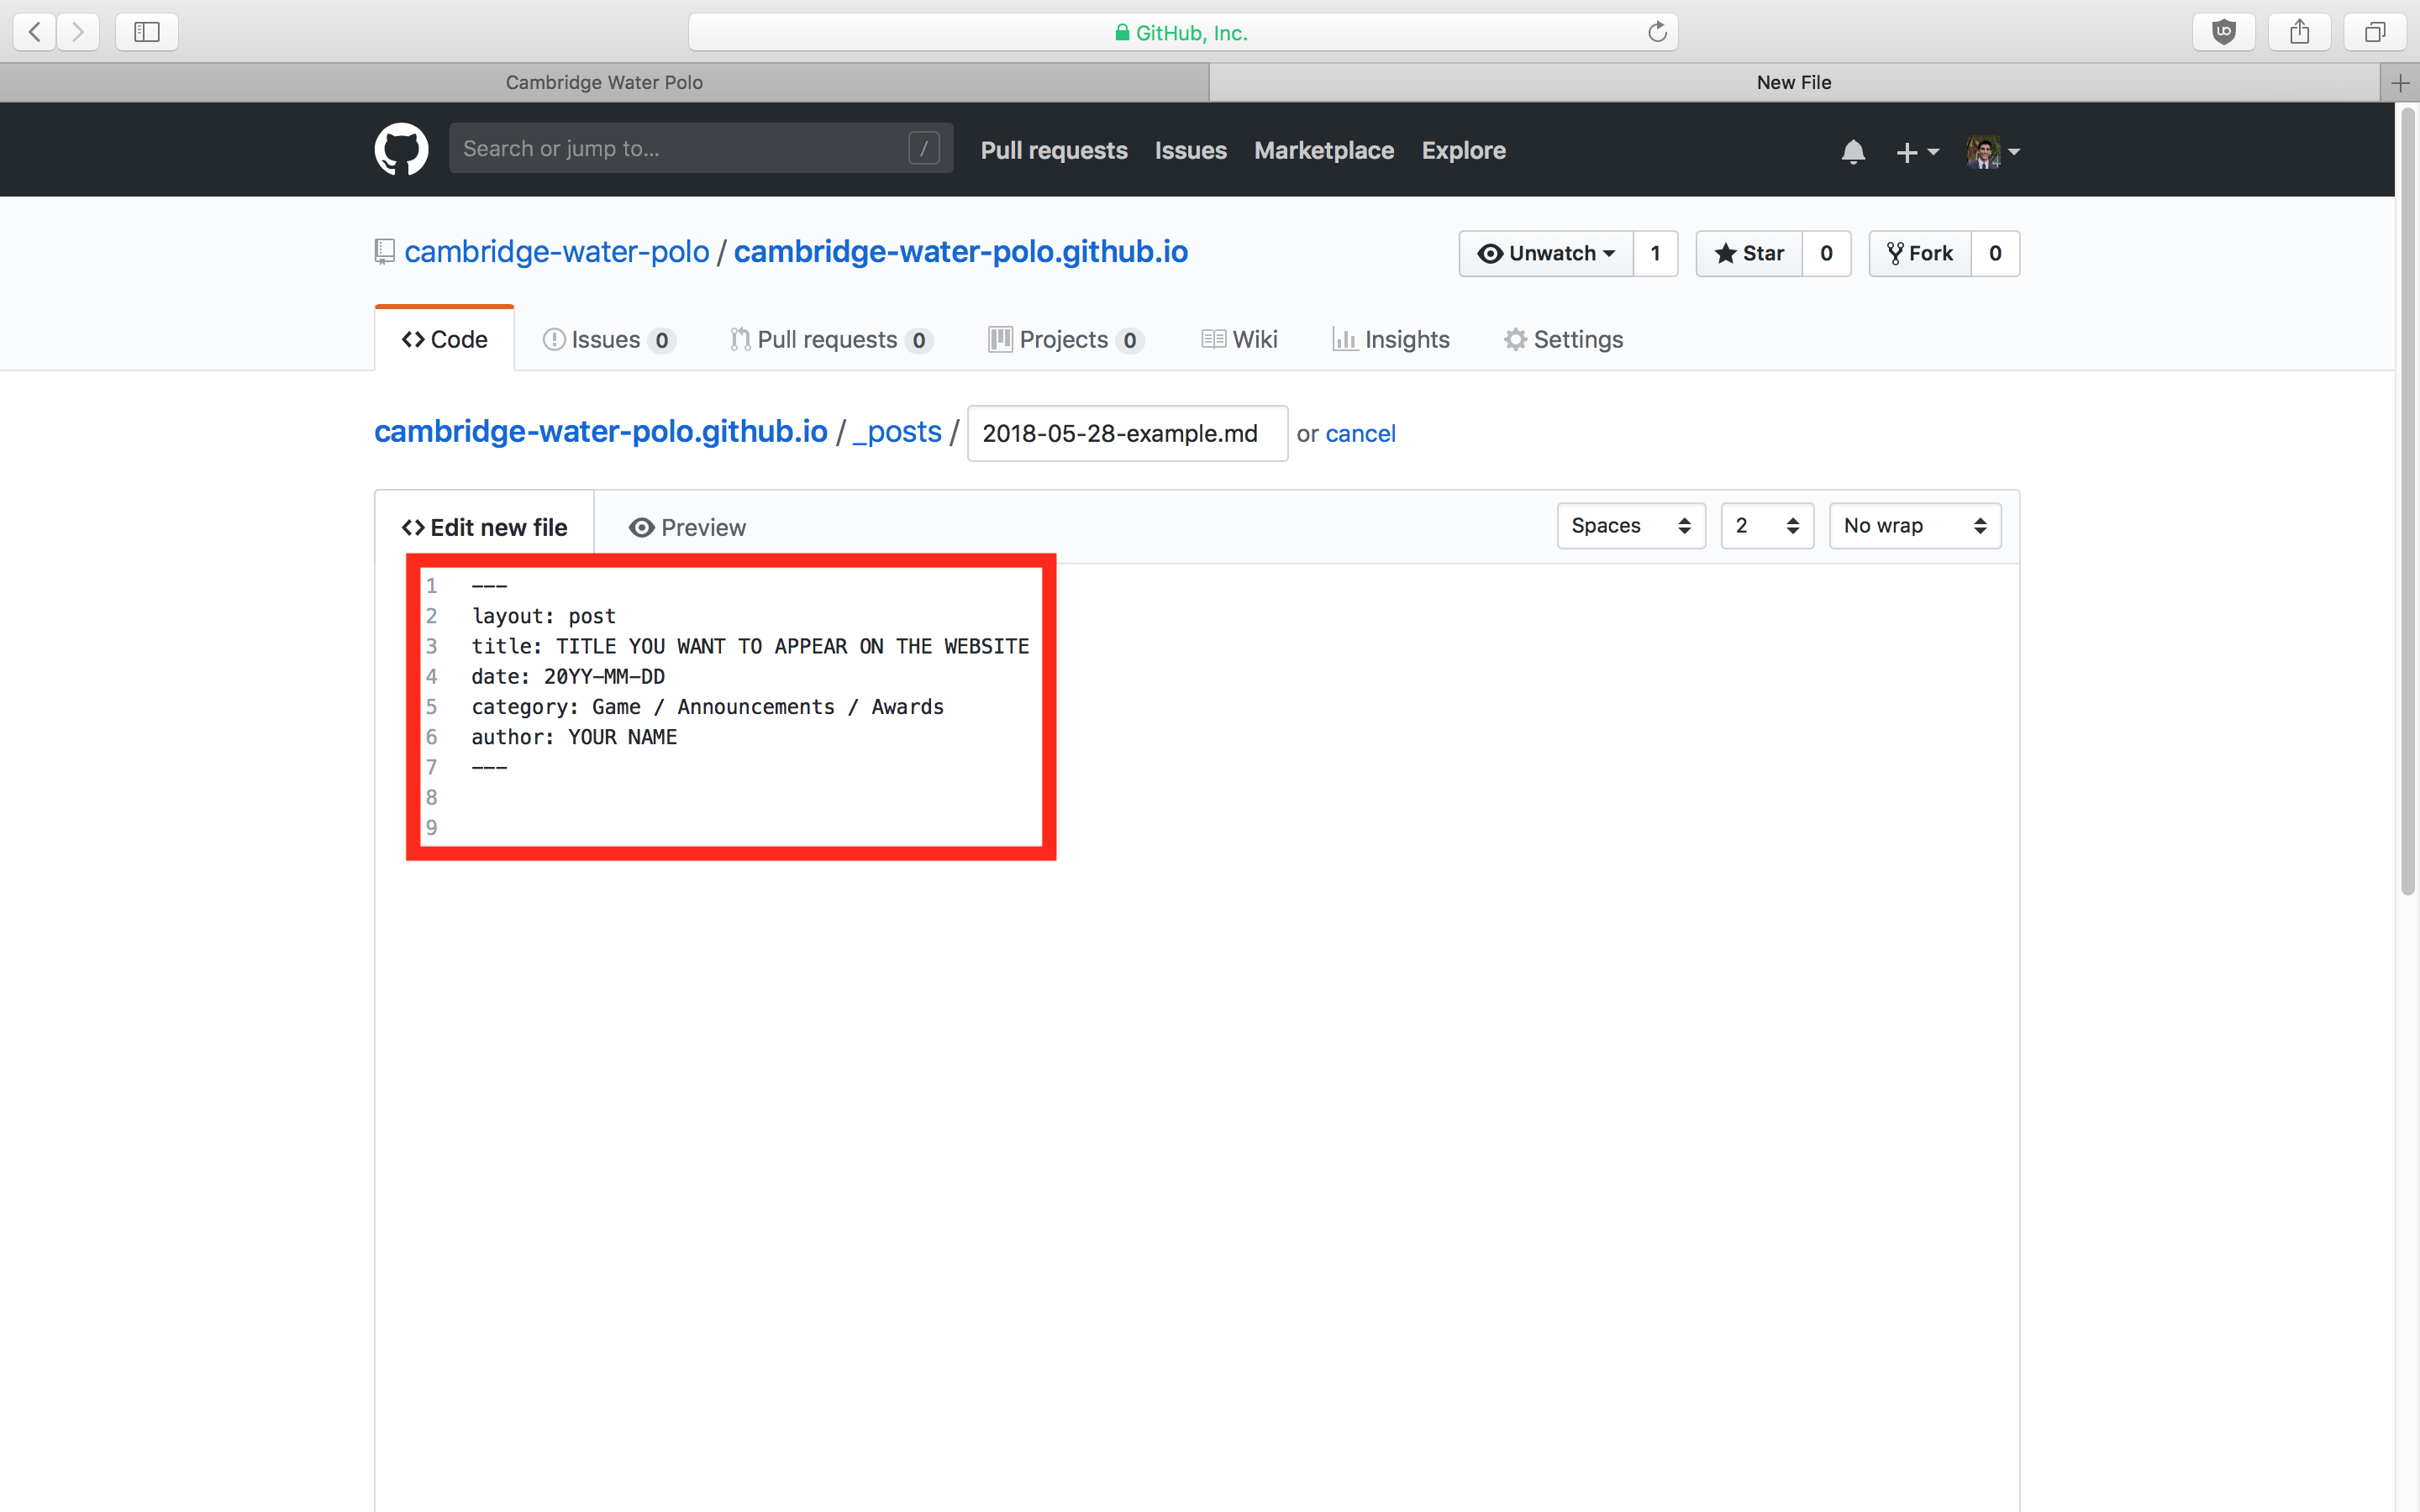 GitHub, Inc.
Cambridge Water Polo
New File
Search or jump to... / Pull requests Issues Marketplace Explore
cambridge-water-polo / cambridge-water-polo.github.io Unwatch 1 Star 0 Fork 0
Code Issues 0 Pull requests 0 Projects 0 Wiki Insights Settings
cambridge-water-polo.github.io / _posts / 2018-05-28-example.md or cancel
Edit new file Preview Spaces 2 No wrap
1 ---
2 layout: post
3 title: TITLE YOU WANT TO APPEAR ON THE WEBSITE
4 date: 20YY-MM-DD
5 category: Game / Announcements / Awards
6 author: YOUR NAME
7 ---
8
9